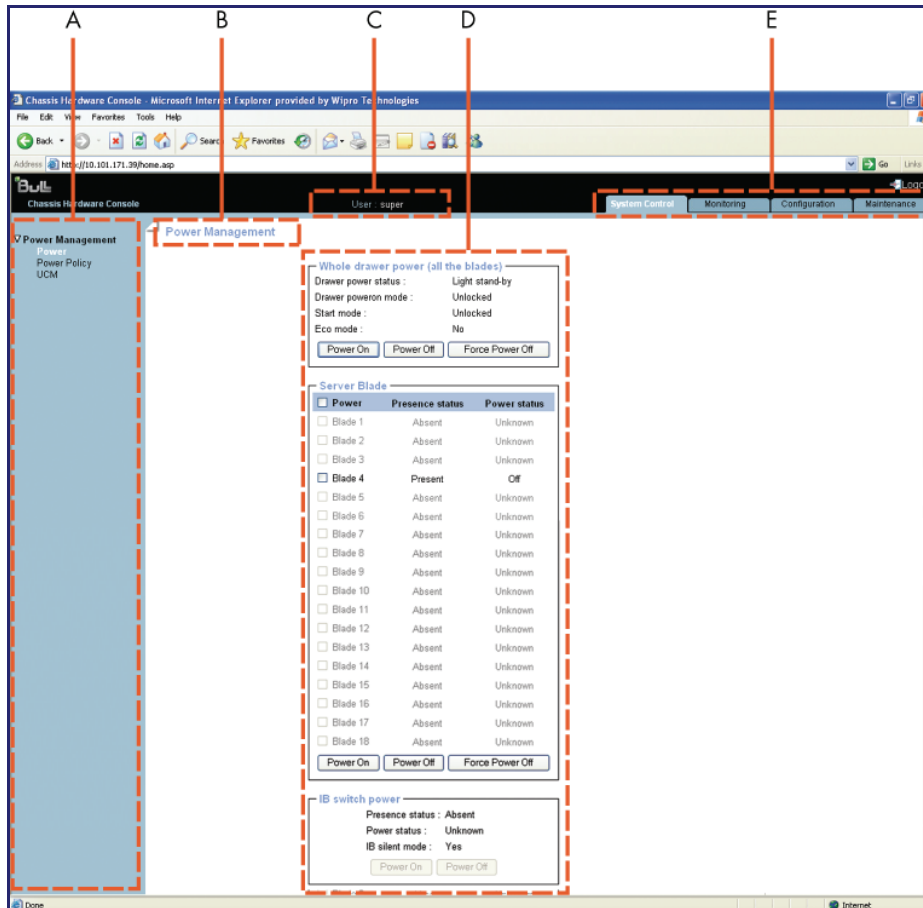 A B C D E
Chassis Hardware Console - Microsoft Internet Explorer provided by Wipro Technologies
File Edit View Favorites Tools Help
Back Search Favorites
Address http://10.101.171.39/home.asp Go Links
Bull Logo
Chassis Hardware Console User : super System Control Monitoring Configuration Maintenance
Power Management
Power Management
Power
Power Policy
UCM
Whole drawer power (all the blades)
Drawer power status : Light stand-by
Drawer poweron mode : Unlocked
Start mode : Unlocked
Eco mode : No
Power On Power Off Force Power Off
Server Blade
Power Presence status Power status
Blade 1 Absent Unknown
Blade 2 Absent Unknown
Blade 3 Absent Unknown
Blade 4 Present Off
Blade 5 Absent Unknown
Blade 6 Absent Unknown
Blade 7 Absent Unknown
Blade 8 Absent Unknown
Blade 9 Absent Unknown
Blade 10 Absent Unknown
Blade 11 Absent Unknown
Blade 12 Absent Unknown
Blade 13 Absent Unknown
Blade 14 Absent Unknown
Blade 15 Absent Unknown
Blade 16 Absent Unknown
Blade 17 Absent Unknown
Blade 18 Absent Unknown
Power On Power Off Force Power Off
IB switch power
Presence status : Absent
Power status : Unknown
IB silent mode : Yes
Power On Power Off
Done Internet